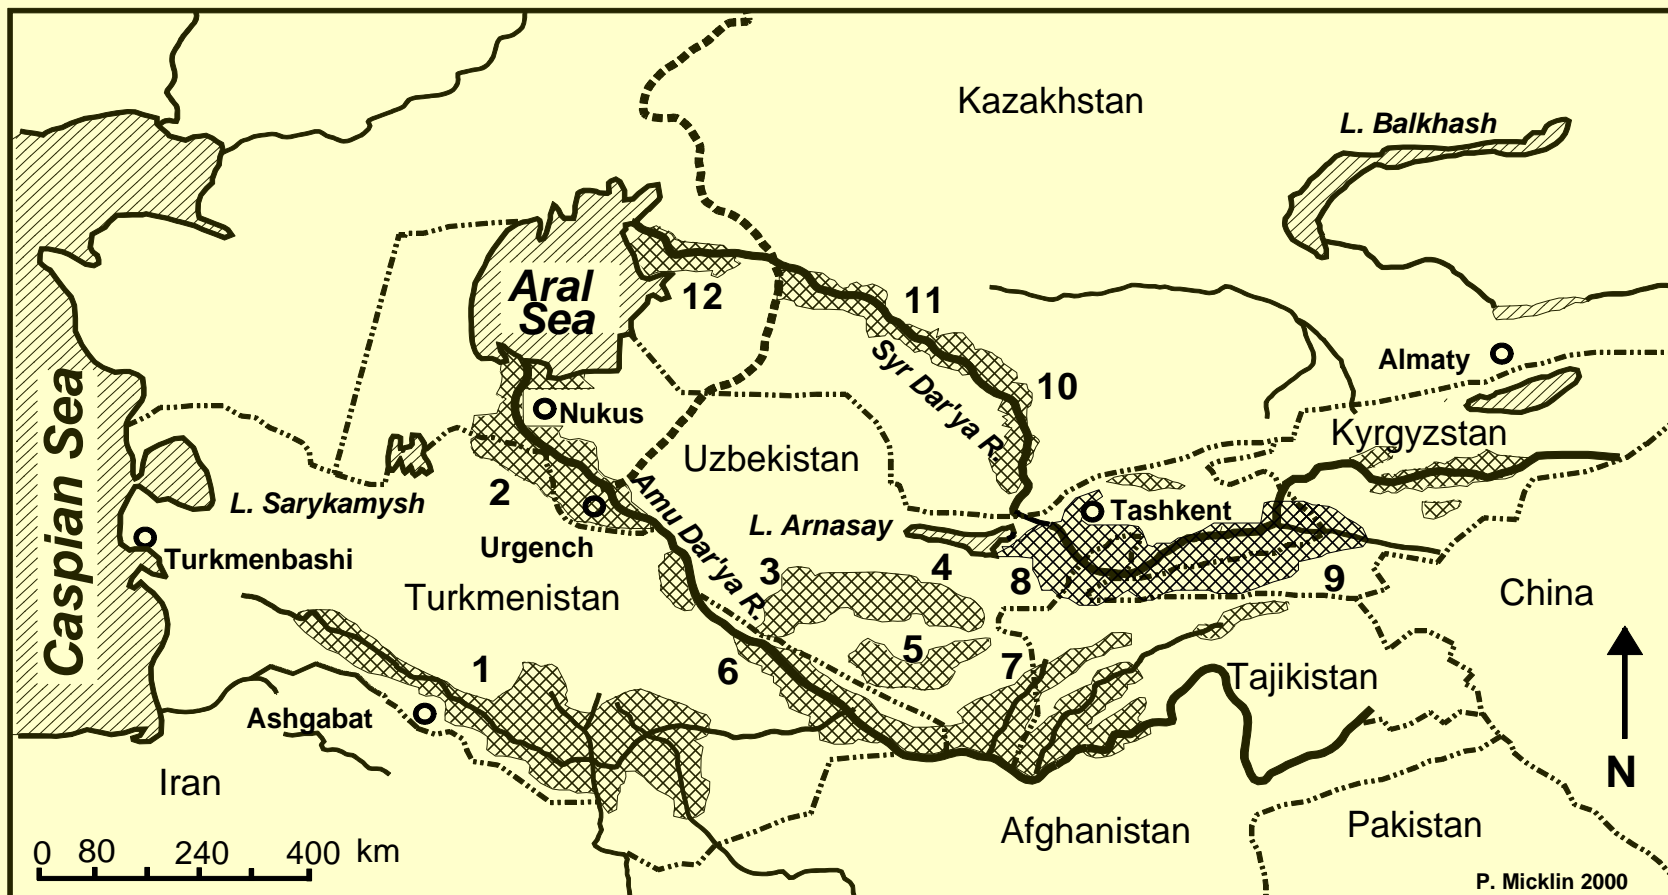 Kazakhstan
L. Balkhash
Aral
Sea
12
11
Syr Dar'ya R.
10
Almaty
Caspian Sea
Nukus
Kyrgyzstan
Uzbekistan
2
L. Sarykamysh
Amu Dar'ya R.
L. Arnasay
Tashkent
Urgench
Turkmenbashi
Turkmenistan
3
4
8
9
China
5
6
7
1
Tajikistan
Ashgabat
Iran
N
Afghanistan
Pakistan
0 80 240 400 km
P. Micklin 2000